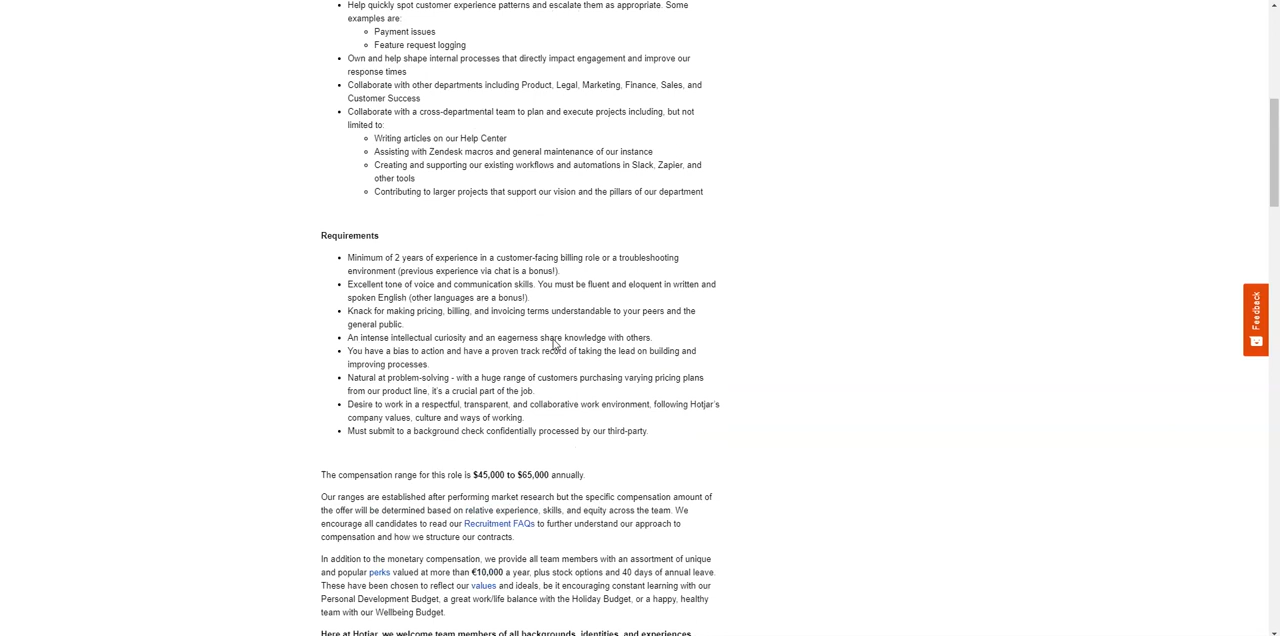 Help quickly spot customer experience patterns and escalate them as appropriate. Some
examples are:
Payment issues
Feature request logging
Own and help shape internal processes that directly impact engagement and improve our
response times
Collaborate with other departments including Product, Legal, Marketing, Finance, Sales, and
Customer Success
Collaborate with a cross-departmental team to plan and execute projects including, but not
limited to:
Writing articles on our Help Center
Assisting with Zendesk macros and general maintenance of our instance
Creating and supporting our existing workflows and automations in Slack, Zapier, and
other tools
Contributing to larger projects that support our vision and the pillars of our department
Requirements
Minimum of 2 years of experience in a customer-facing billing role or a troubleshooting
environment (previous experience via chat is a bonus!).
Excellent tone of voice and communication skills. You must be fluent and eloquent in written and
spoken English (other languages are a bonus!).
Knack for making pricing, billing, and invoicing terms understandable to your peers and the
general public.
An intense intellectual curiosity and an eagerness share knowledge with others.
You have a bias to action and have a proven track record of taking the lead on building and
improving processes.
Natural at problem-solving - with a huge range of customers purchasing varying pricing plans
from our product line, it's a crucial part of the job.
Desire to work in a respectful, transparent, and collaborative work environment, following Hotjar's
company values, culture and ways of working.
Must submit to a background check confidentially processed by our third-party.
The compensation range for this role is $45,000 to $65,000 annually.
Our ranges are established after performing market research but the specific compensation amount of
the offer will be determined based on relative experience, skills, and equity across the team. We
encourage all candidates to read our Recruitment FAQs to further understand our approach to
compensation and how we structure our contracts.
In addition to the monetary compensation, we provide all team members with an assortment of unique
and popular perks valued at more than €10,000 a year, plus stock options and 40 days of annual leave.
These have been chosen to reflect our values and ideals, be it encouraging constant learning with our
Personal Development Budget, a great work/life balance with the Holiday Budget, or a happy, healthy
team with our Wellbeing Budget.
Here at Hotjar, we welcome team members of all backgrounds, identities, and experiences.
Feedback